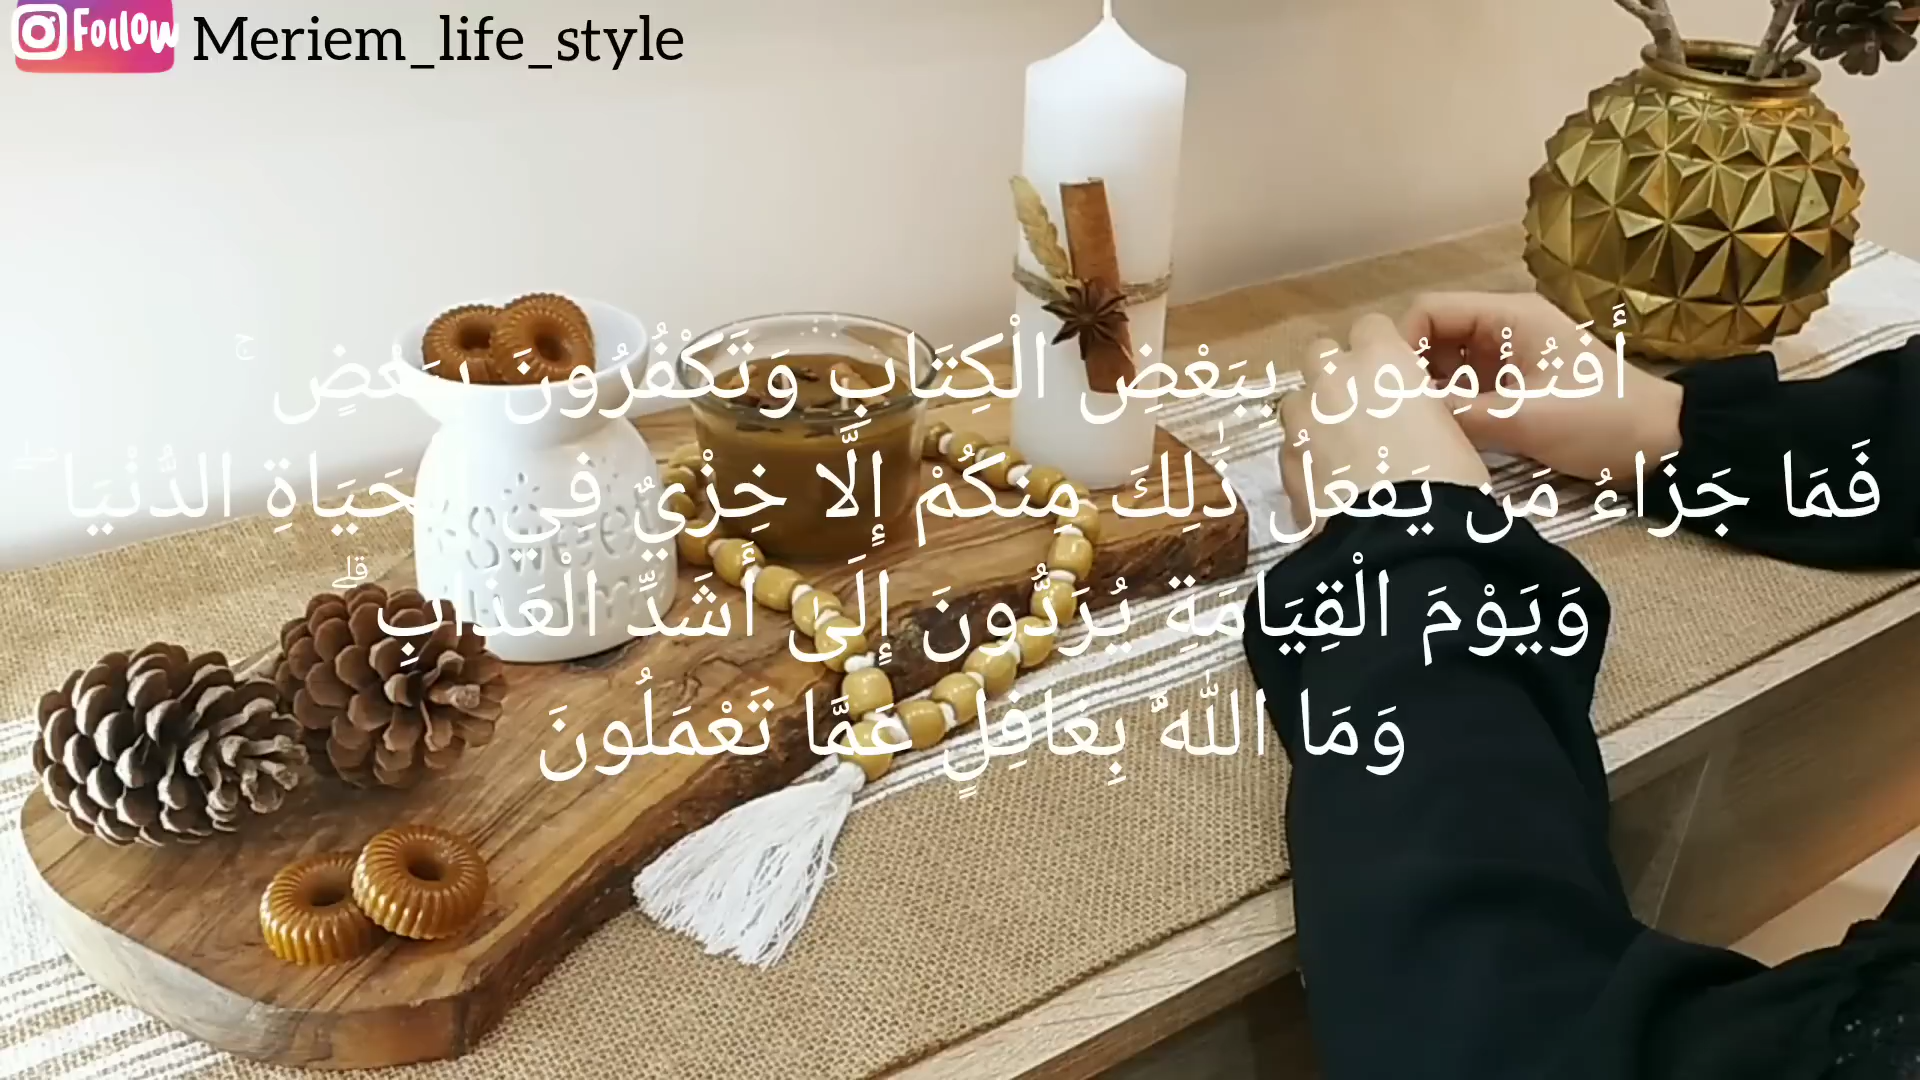 Follow Meriem_life_style
أَفَتُؤْمِنُونَ بِبَعْضِ الْكِتَابِ وَتَكْفُرُونَ بِبَعْضٍ ۚ
فَمَا جَزَاءُ مَن يَفْعَلُ ذَٰلِكَ مِنكُمْ إِلَّا خِزْيٌ فِي الْحَيَاةِ الدُّنْيَا ۖ
وَيَوْمَ الْقِيَامَةِ يُرَدُّونَ إِلَىٰ أَشَدِّ الْعَذَابِ ۗ
وَمَا اللَّهُ بِغَافِلٍ عَمَّا تَعْمَلُونَ
Sweet